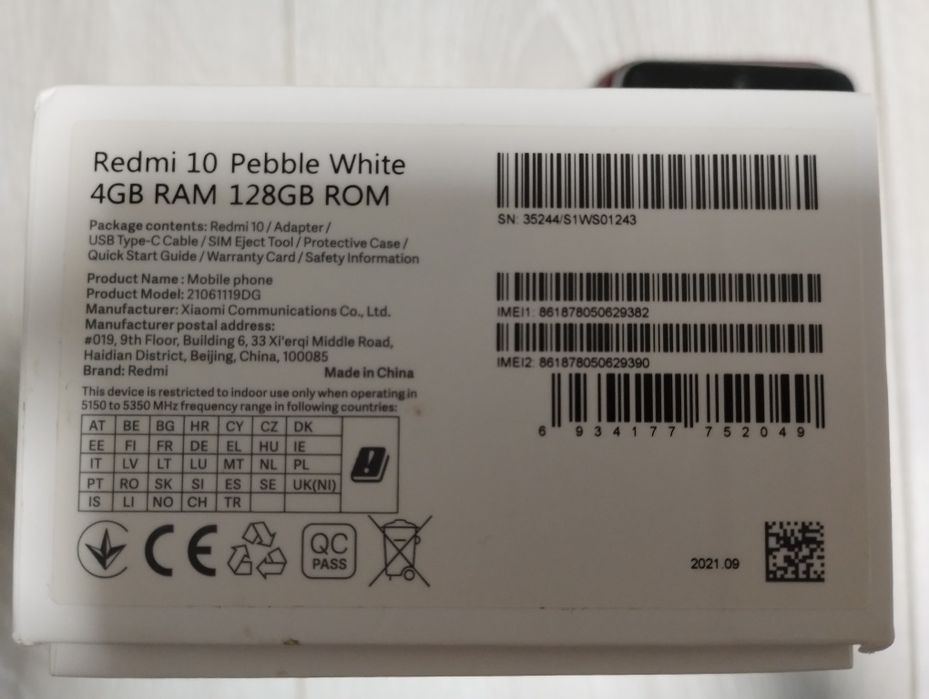 Redmi 10 Pebble White
4GB RAM 128GB ROM
Package contents: Redmi 10 / Adapter /
USB Type-C Cable / SIM Eject Tool / Protective Case /
Quick Start Guide / Warranty Card / Safety Information
Product Name : Mobile phone
Product Model: 21061119DG
Manufacturer: Xiaomi Communications Co., Ltd.
Manufacturer postal address:
#019, 9th Floor, Building 6, 33 Xi'erqi Middle Road,
Haidian District, Beijing, China, 100085
Brand: Redmi Made in China
This device is restricted to indoor use only when operating in
5150 to 5350 MHz frequency range in following countries:
AT BE BG HR CY CZ DK
EE FI FR DE EL HU IE
IT LV LT LU MT NL PL
PT RO SK SI ES SE UK(NI)
IS LI NO CH TR
CE
QC
PASS
SN: 35244/S1WS01243
IMEI1: 861878050629382
IMEI2: 861878050629390
6 934177 752049
2021.09